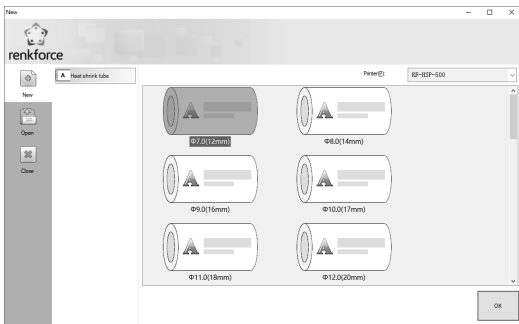 New
renkforce
A Heat shrink tube
Printer(P):
RF-HSP-500
New
Open
Close
A
A
Φ7.0(12mm)
Φ8.0(14mm)
A
A
Φ9.0(16mm)
Φ10.0(17mm)
A
A
Φ11.0(18mm)
Φ12.0(20mm)
OK